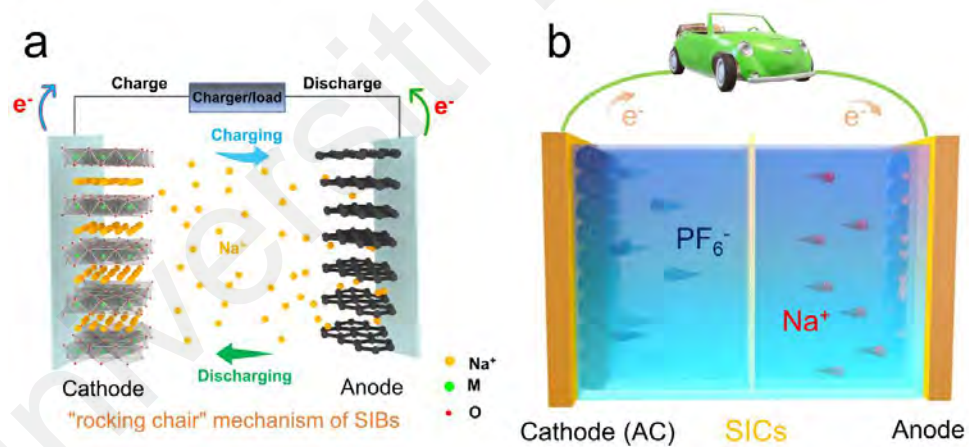 a
Charge
Charger/load
Discharge
e-
e-
Charging
Na+
Discharging
Cathode
Anode
Na+
M
O
"rocking chair" mechanism of SIBs
b
e-
e-
PF6-
Na+
Cathode (AC)
SICs
Anode